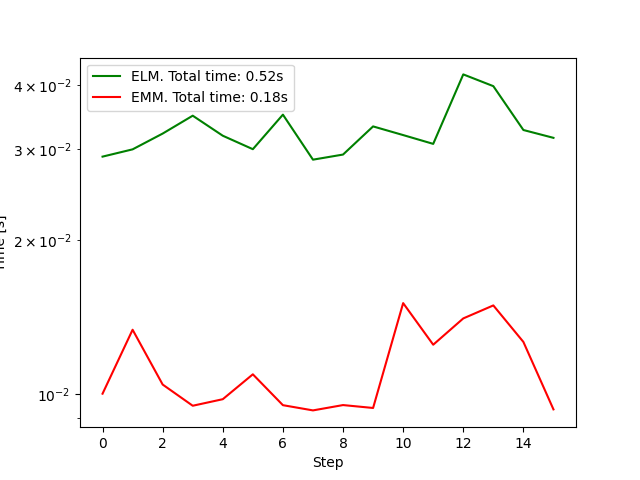 ELM. Total time: 0.52s
EMM. Total time: 0.18s
4 × 10⁻²
3 × 10⁻²
2 × 10⁻²
10⁻²
[s]
0 2 4 6 8 10 12 14
Step